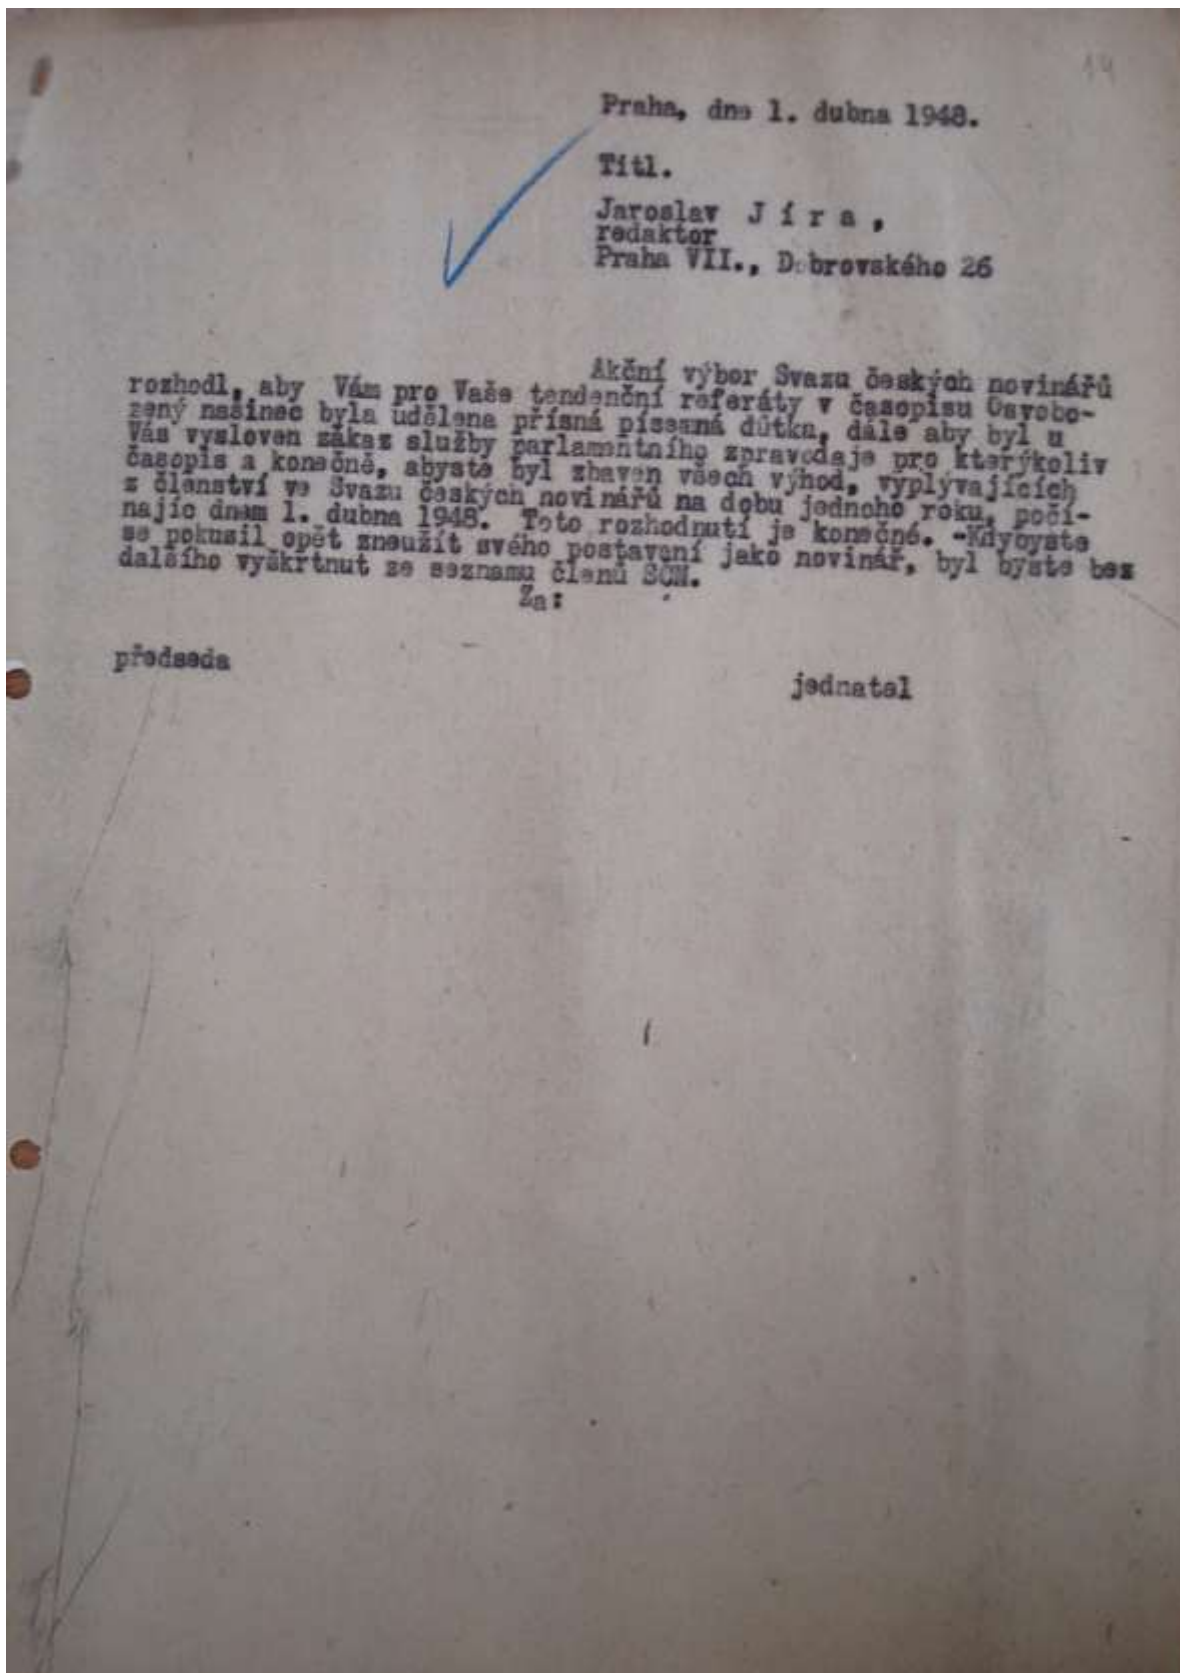 14
Praha, dne 1. dubna 1948.
Titl.
Jaroslav J í r a ,
redaktor
Praha VII., Dobrovského 26
Akční výbor Svazu českých novinářů
rozhodl, aby Vám pro Vaše tendenční referáty v časopisu Osvobo-
zený našinec byla udělena přísná písemná důtka, dále aby byl u
Vás vysloven zákaz služby parlamentního zpravodaje pro kterýkoliv
časopis a konečně, abyste byl zbaven všech výhod, vyplývajících
z členství ve Svazu českých novinářů na dobu jednoho roku, počí-
najíc dnem 1. dubna 1948. Toto rozhodnutí je konečné. -Kdybyste
se pokusil opět zneužít svého postavení jako novinář, byl byste bez
dalšího vyškrtnut ze seznamu členů SČN.
Za:
předseda
jednatel